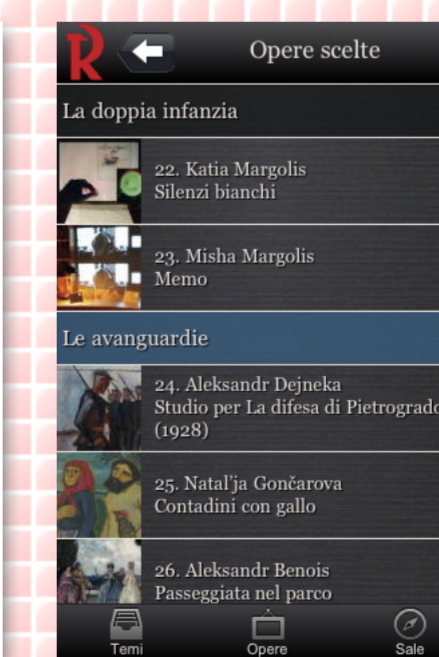 Opere scelte
La doppia infanzia
22. Katia Margolis
Silenzi bianchi
23. Misha Margolis
Memo
Le avanguardie
24. Aleksandr Dejneka
Studio per La difesa di Pietrogrado
(1928)
25. Natal'ja Gončarova
Contadini con gallo
26. Aleksandr Benois
Passeggiata nel parco
Temi
Opere
Sale